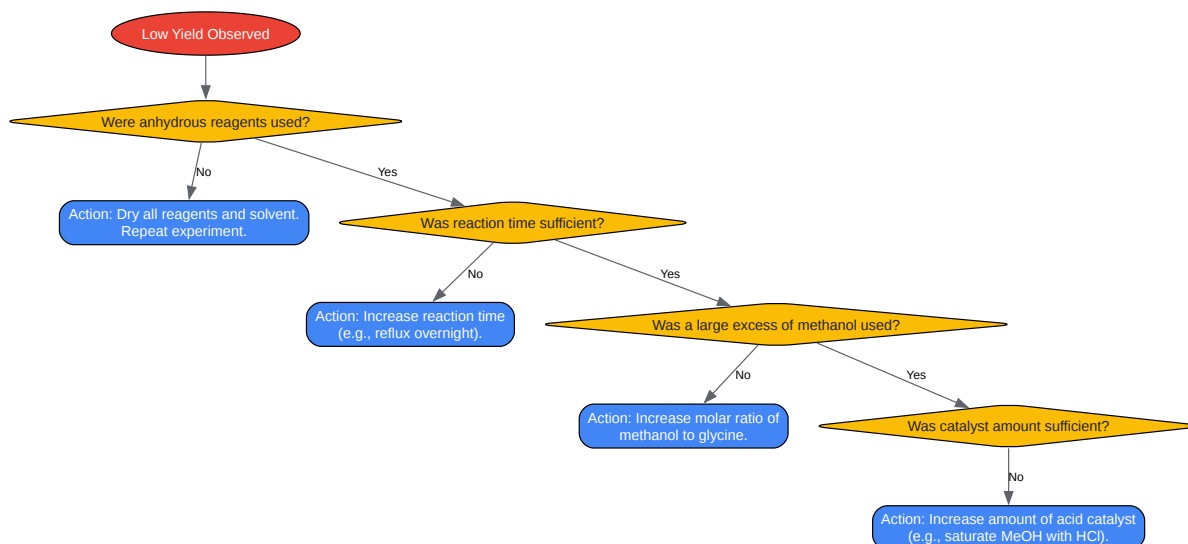 Low Yield Observed
Were anhydrous reagents used?
No
Yes
Action: Dry all reagents and solvent.
Repeat experiment.
Was reaction time sufficient?
No
Yes
Action: Increase reaction time
(e.g., reflux overnight).
Was a large excess of methanol used?
No
Yes
Action: Increase molar ratio of
methanol to glycine.
Was catalyst amount sufficient?
No
Action: Increase amount of acid catalyst
(e.g., saturate MeOH with HCl).